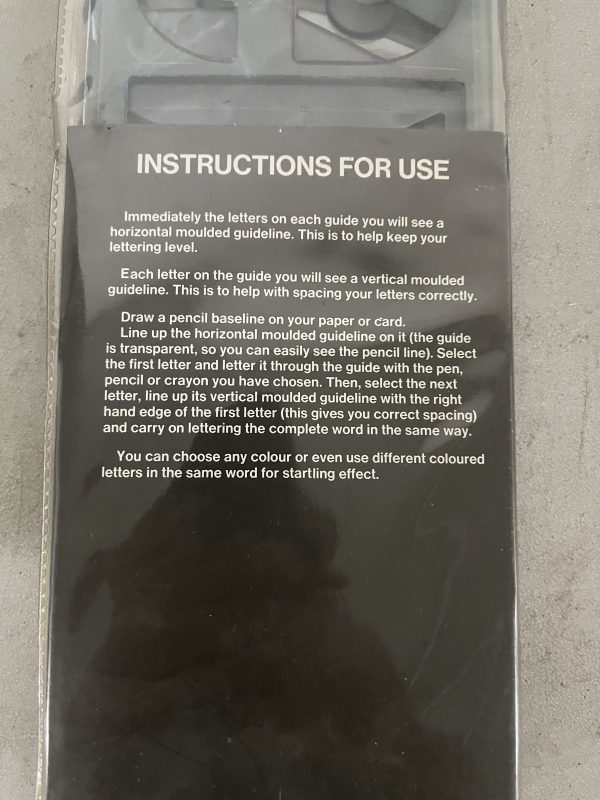 INSTRUCTIONS FOR USE
Immediately the letters on each guide you will see a
horizontal moulded guideline. This is to help keep your
lettering level.
Each letter on the guide you will see a vertical moulded
guideline. This is to help with spacing your letters correctly.
Draw a pencil baseline on your paper or card.
Line up the horizontal moulded guideline on it (the guide
is transparent, so you can easily see the pencil line). Select
the first letter and letter it through the guide with the pen,
pencil or crayon you have chosen. Then, select the next
letter, line up its vertical moulded guideline with the right
hand edge of the first letter (this gives you correct spacing)
and carry on lettering the complete word in the same way.
You can choose any colour or even use different coloured
letters in the same word for startling effect.